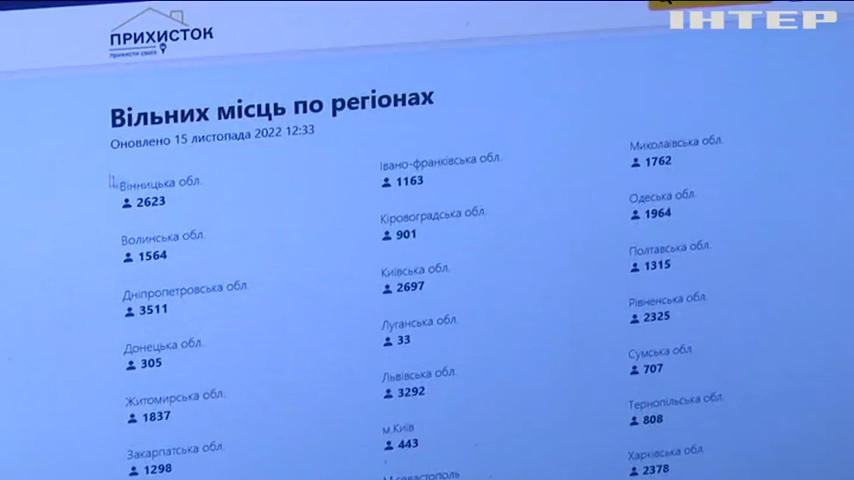 ІНТЕР
ПРИХИСТОК
прихисти своїх
Вільних місць по регіонах
Оновлено 15 листопада 2022 12:33
Вінницька обл.
2623
Волинська обл.
1564
Дніпропетровська обл.
3511
Донецька обл.
305
Житомирська обл.
1837
Закарпатська обл.
1298
Івано-франківська обл.
1163
Кіровоградська обл.
901
Київська обл.
2697
Луганська обл.
33
Львівська обл.
3292
м.Київ
443
м.севастополь
Миколаївська обл.
1762
Одеська обл.
1964
Полтавська обл.
1315
Рівненська обл.
2325
Сумська обл.
707
Тернопільська обл.
808
Харківська обл.
2378